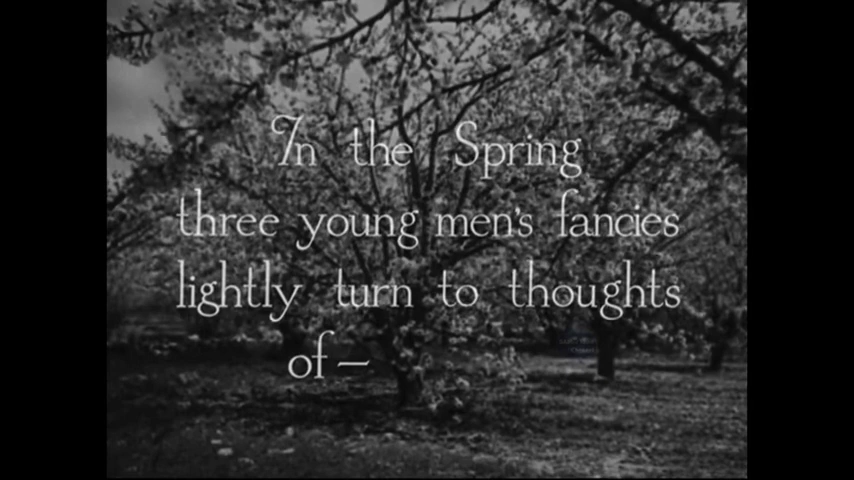 In the Spring
three young men's fancies
lightly turn to thoughts
of —